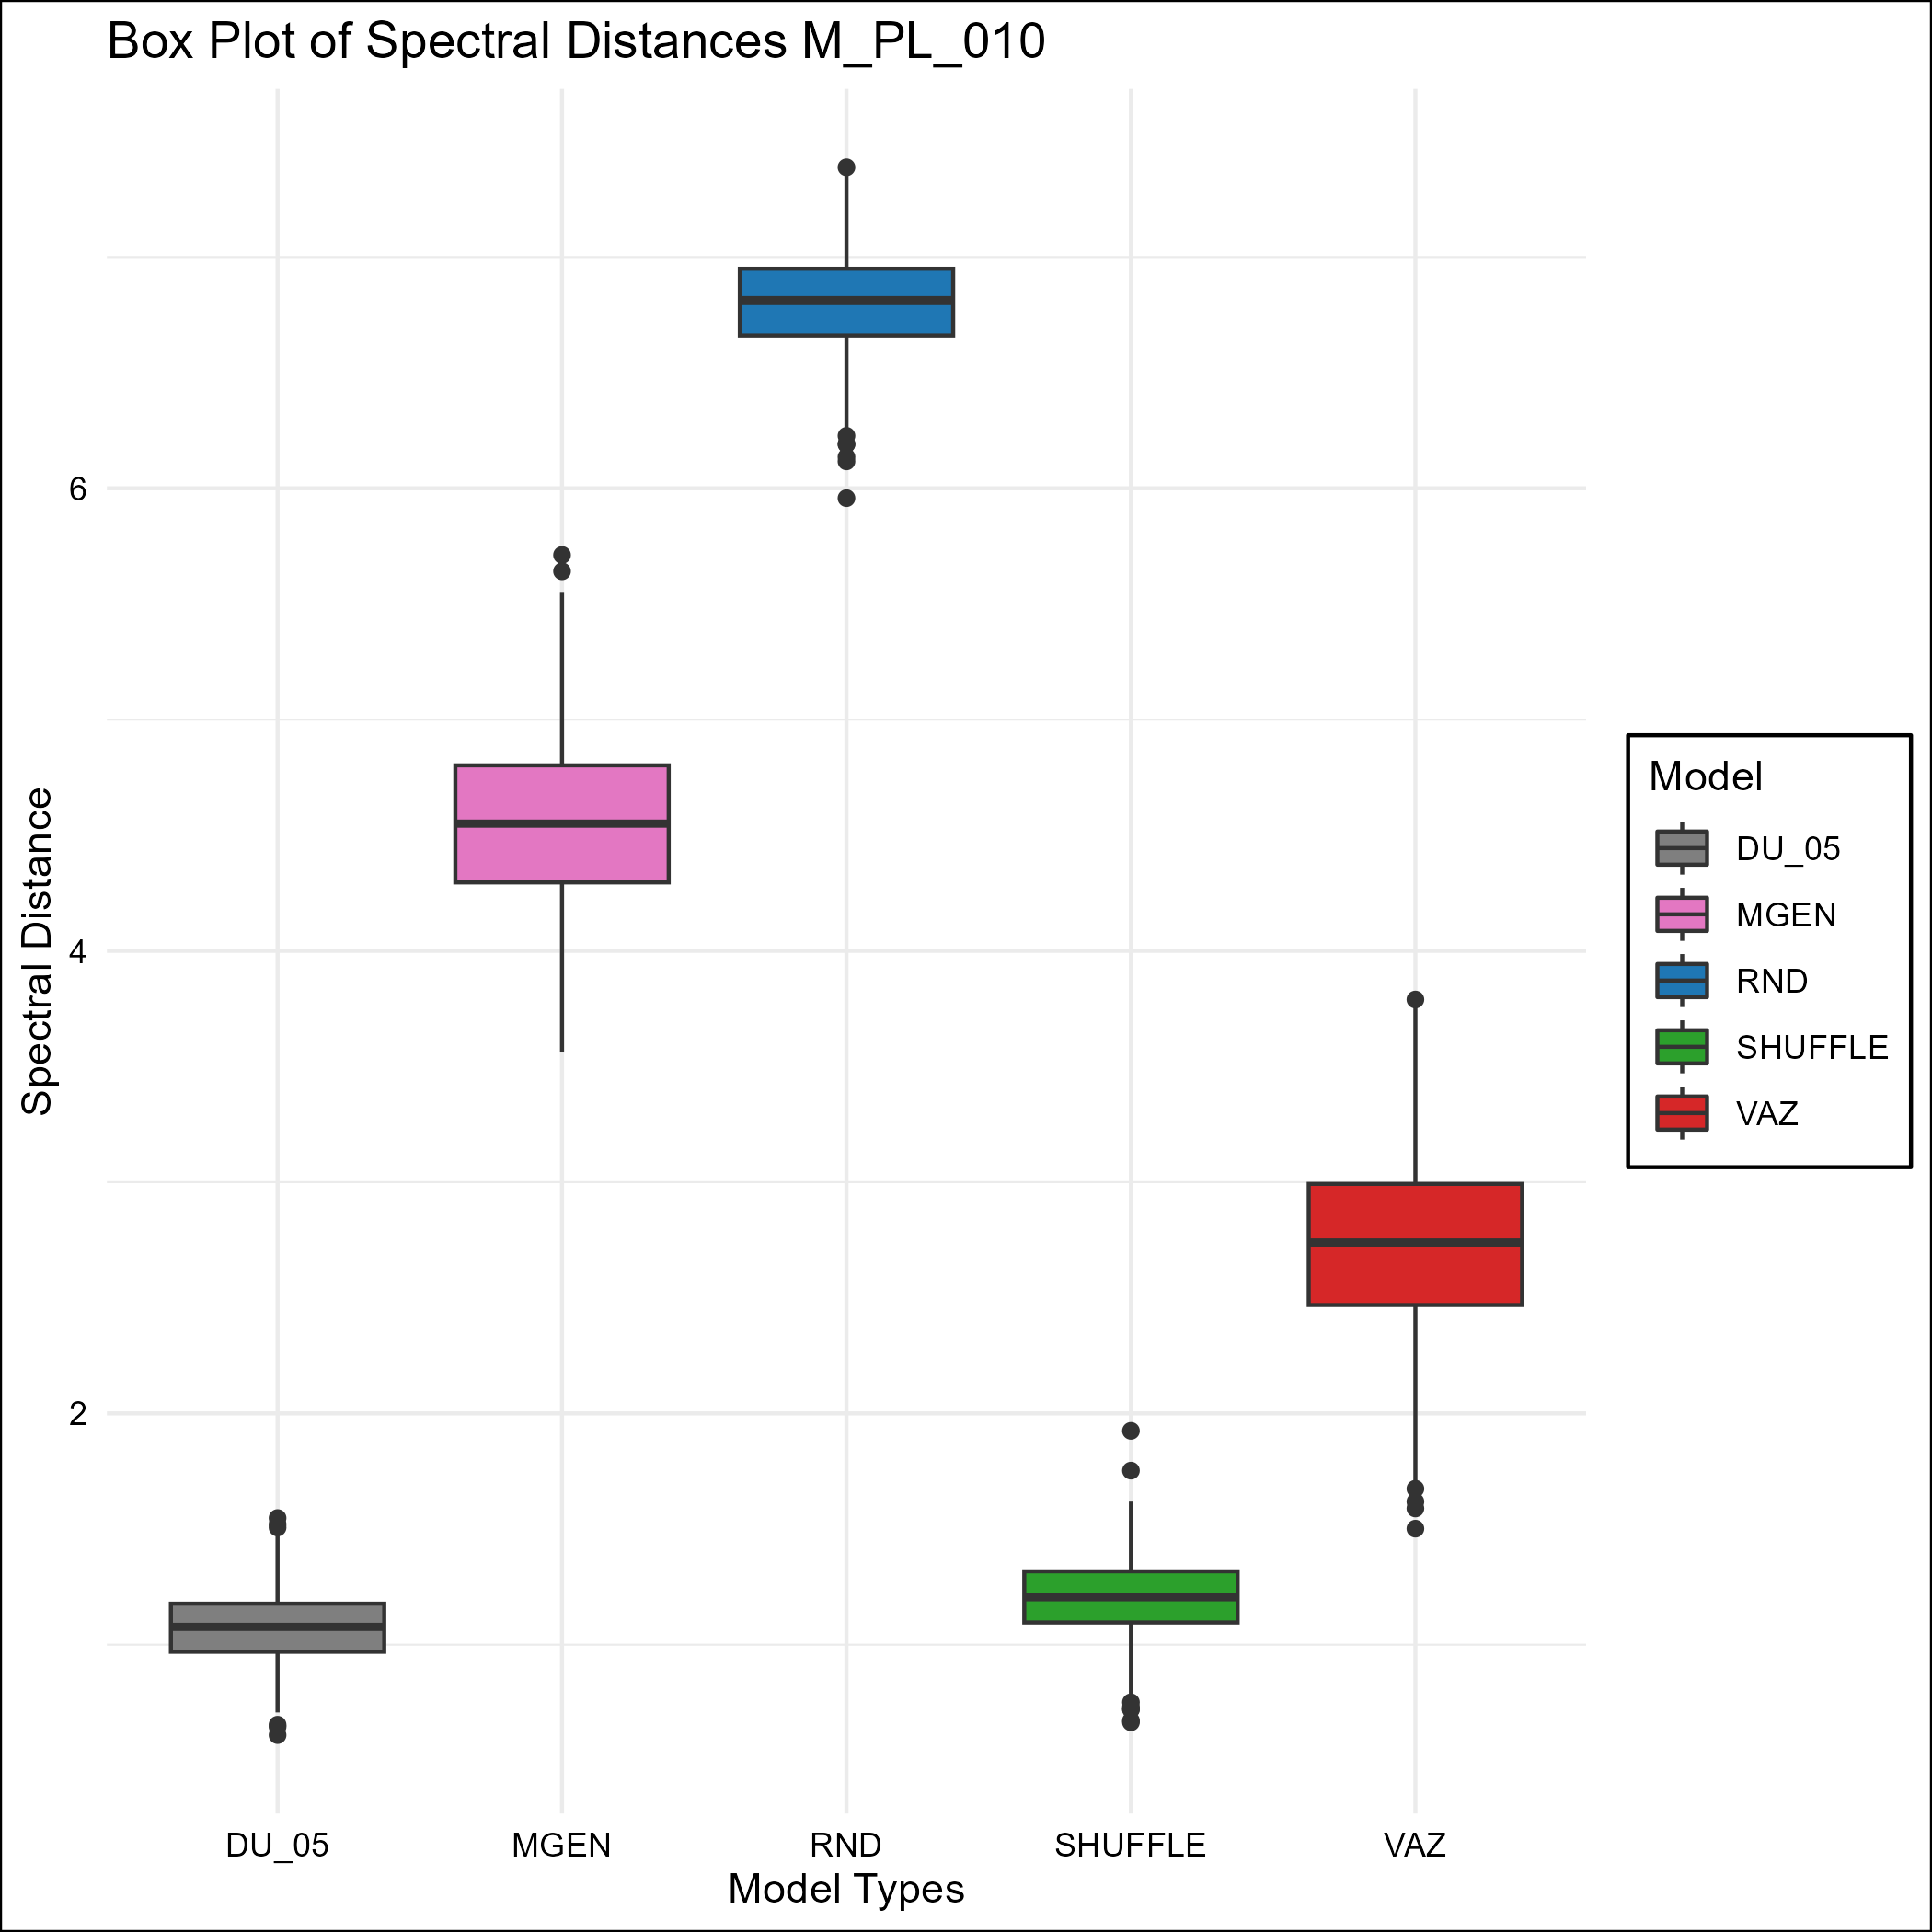 Box Plot of Spectral Distances M_PL_010
Spectral Distance
6
4
2
DU_05
MGEN
RND
SHUFFLE
VAZ
Model Types
Model
DU_05
MGEN
RND
SHUFFLE
VAZ